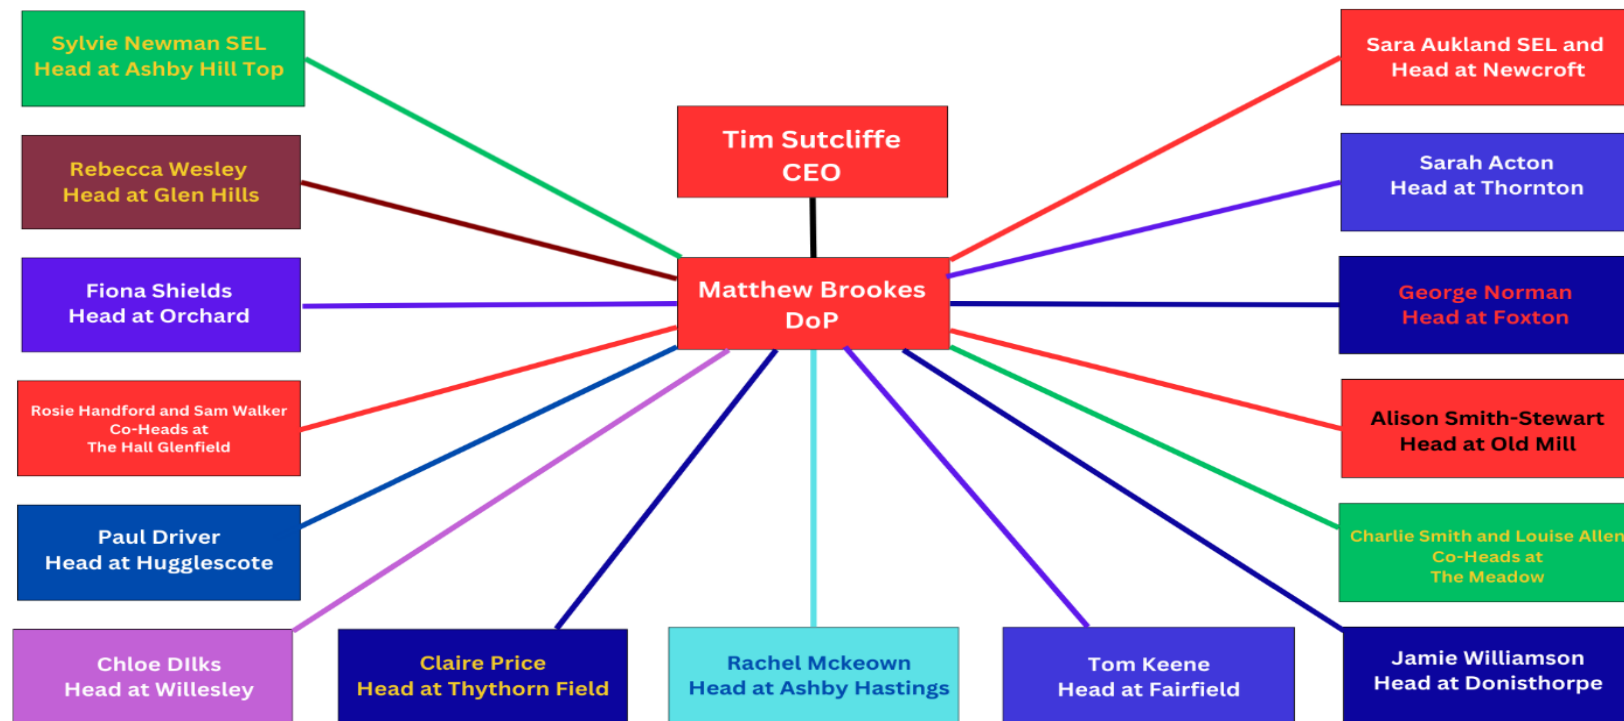 Sylvie Newman SEL
Head at Ashby Hill Top
Rebecca Wesley
Head at Glen Hills
Fiona Shields
Head at Orchard
Rosie Handford and Sam Walker
Co-Heads at
The Hall Glenfield
Paul Driver
Head at Hugglescote
Chloe DIlks
Head at Willesley
Tim Sutcliffe
CEO
Matthew Brookes
DoP
Claire Price
Head at Thythorn Field
Rachel Mckeown
Head at Ashby Hastings
Tom Keene
Head at Fairfield
Sara Aukland SEL and
Head at Newcroft
Sarah Acton
Head at Thornton
George Norman
Head at Foxton
Alison Smith-Stewart
Head at Old Mill
Charlie Smith and Louise Allen
Co-Heads at
The Meadow
Jamie Williamson
Head at Donisthorpe